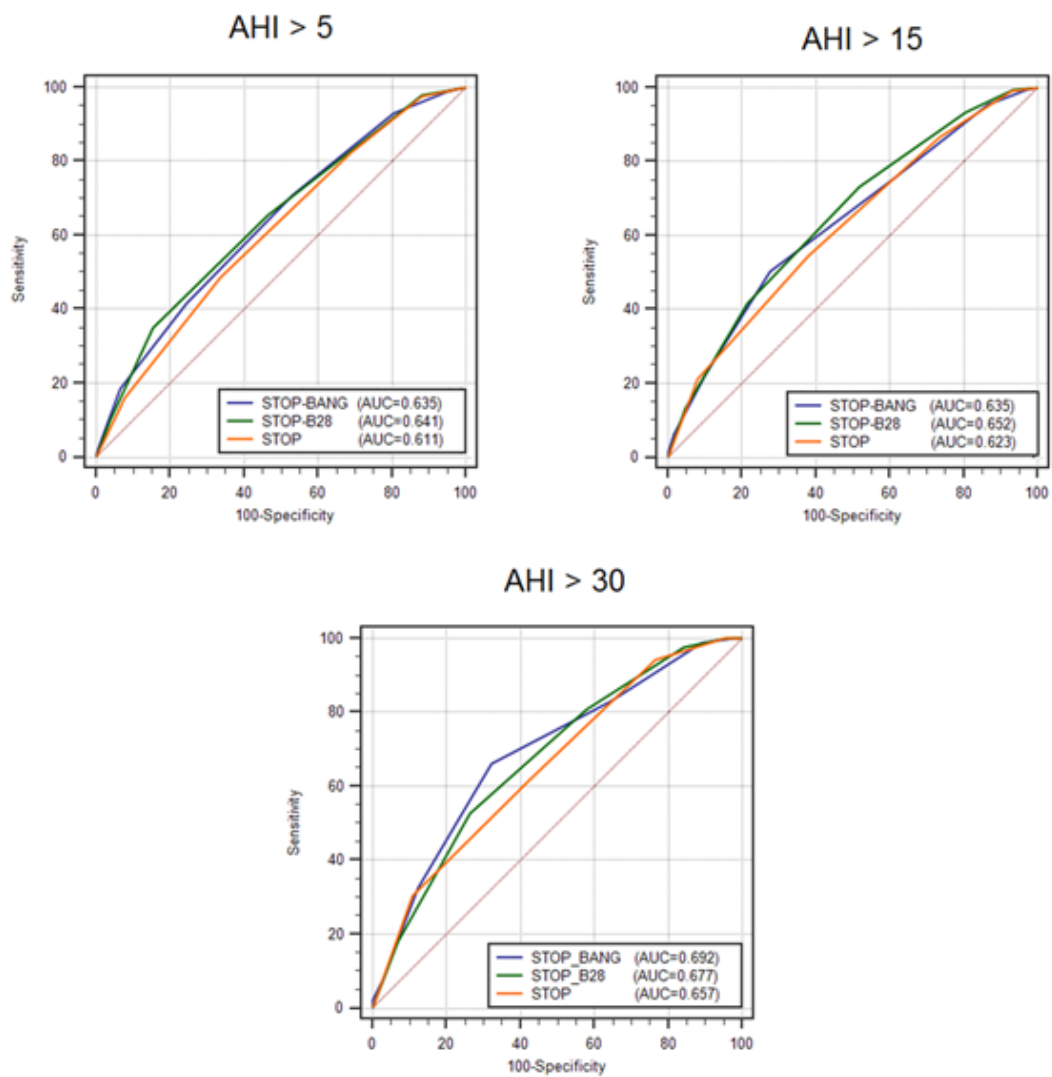 AHI > 5
100
80
60
40
20
0
Sensitivity
STOP-BANG (AUC=0.635)
STOP-B28 (AUC=0.641)
STOP (AUC=0.611)
0 20 40 60 80 100
100-Specificity
AHI > 15
100
80
60
40
20
0
Sensitivity
STOP-BANG (AUC=0.635)
STOP-B28 (AUC=0.652)
STOP (AUC=0.623)
0 20 40 60 80 100
100-Specificity
AHI > 30
100
80
60
40
20
0
Sensitivity
STOP_BANG (AUC=0.692)
STOP_B28 (AUC=0.677)
STOP (AUC=0.657)
0 20 40 60 80 100
100-Specificity